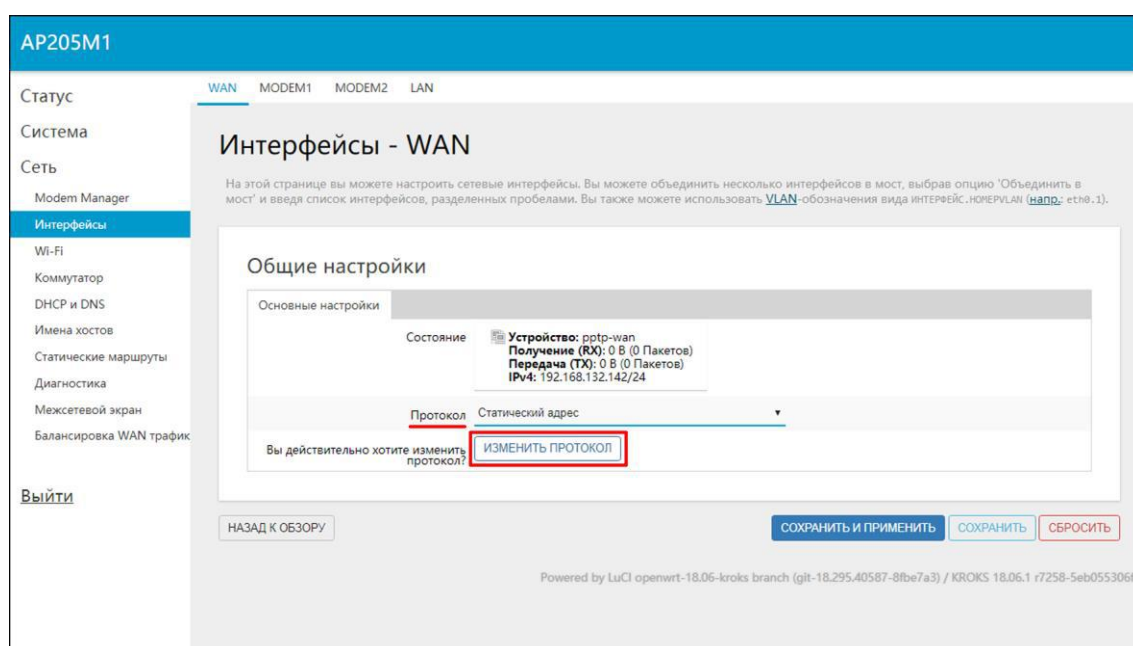 AP205M1
Статус
Система
Сеть
Modem Manager
Интерфейсы
Wi-Fi
Коммутатор
DHCP и DNS
Имена хостов
Статические маршруты
Диагностика
Межсетевой экран
Балансировка WAN трафик
Выйти
WAN MODEM1 MODEM2 LAN
Интерфейсы - WAN
На этой странице вы можете настроить сетевые интерфейсы. Вы можете объединить несколько интерфейсов в мост, выбрав опцию 'Объединить в
мост' и введя список интерфейсов, разделенных пробелами. Вы также можете использовать VLAN-обозначения вида ИНТЕРФЕЙС.НОМЕРVLAN (напр.: eth0.1).
Общие настройки
Основные настройки
Состояние
Устройство: pptp-wan
Получение (RX): 0 B (0 Пакетов)
Передача (TX): 0 B (0 Пакетов)
IPv4: 192.168.132.142/24
Протокол Статический адрес
Вы действительно хотите изменить
протокол?
ИЗМЕНИТЬ ПРОТОКОЛ
НАЗАД К ОБЗОРУ СОХРАНИТЬ И ПРИМЕНИТЬ СОХРАНИТЬ СБРОСИТЬ
Powered by LuCI openwrt-18.06-kroks branch (git-18.295.40587-8fbe7a3) / KROKS 18.06.1 r7258-5eb055306